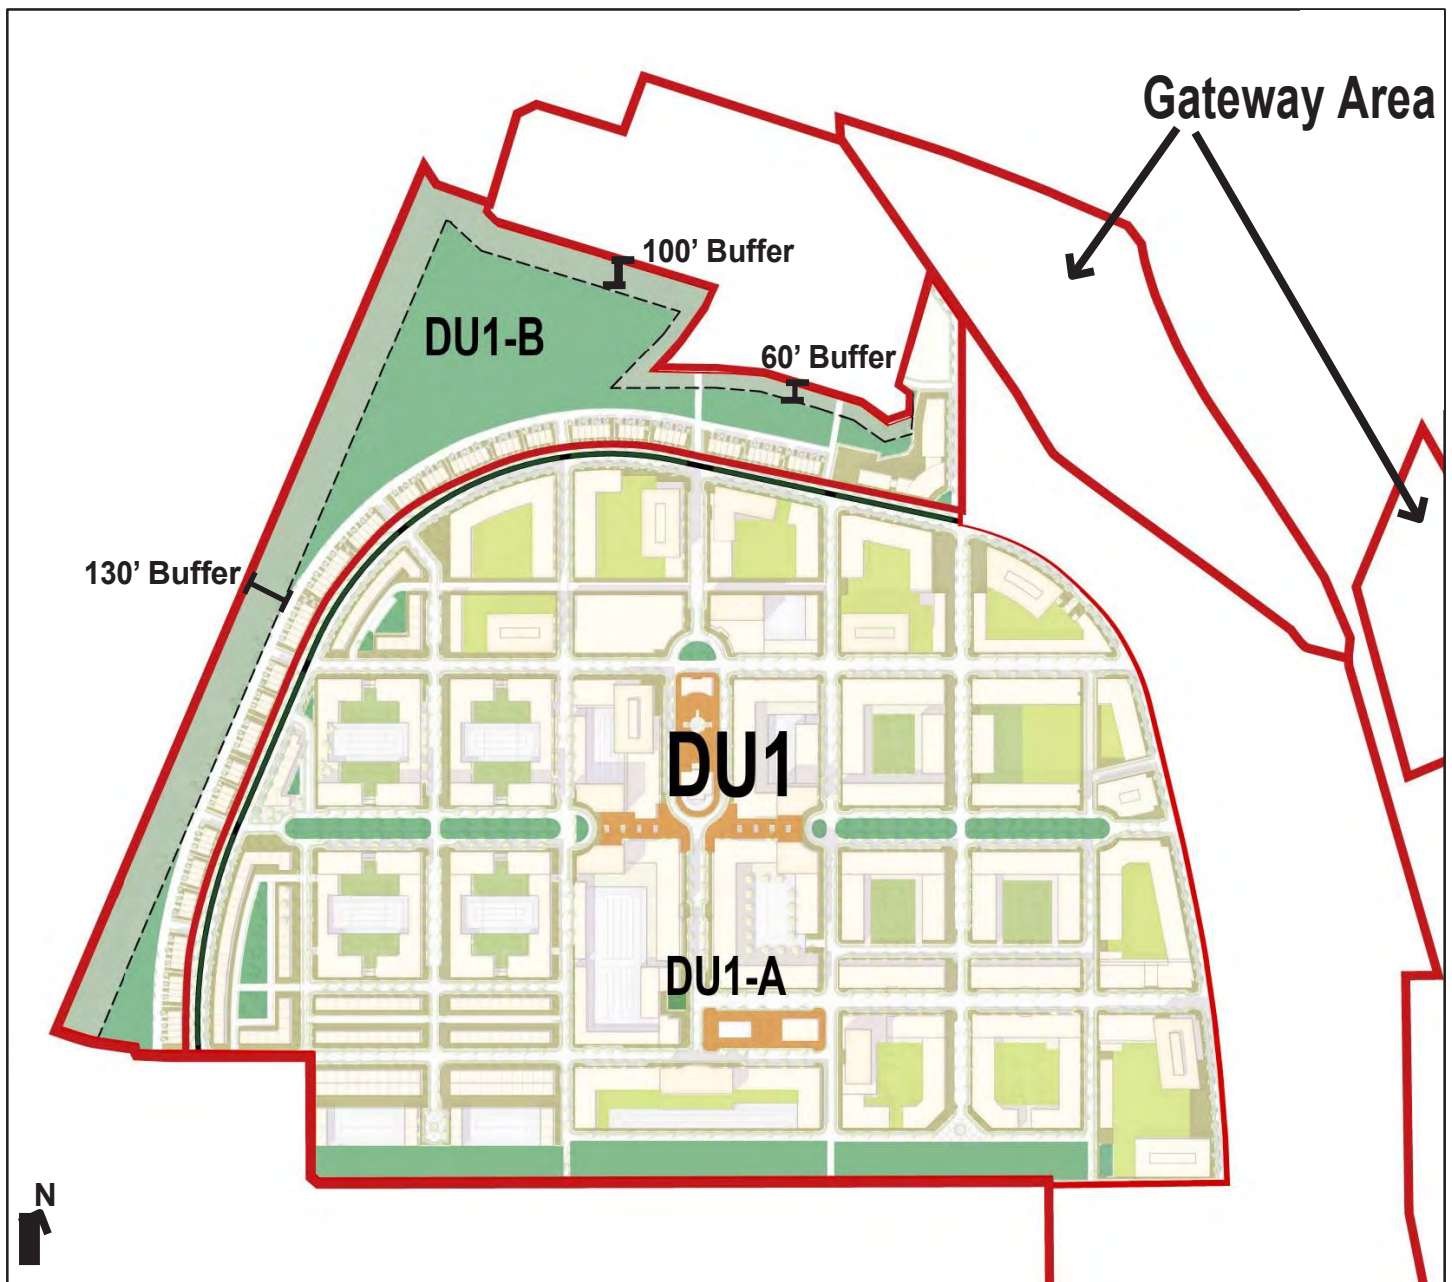 Gateway Area
100’ Buffer
DU1-B
60’ Buffer
130’ Buffer
DU1
DU1-A
N